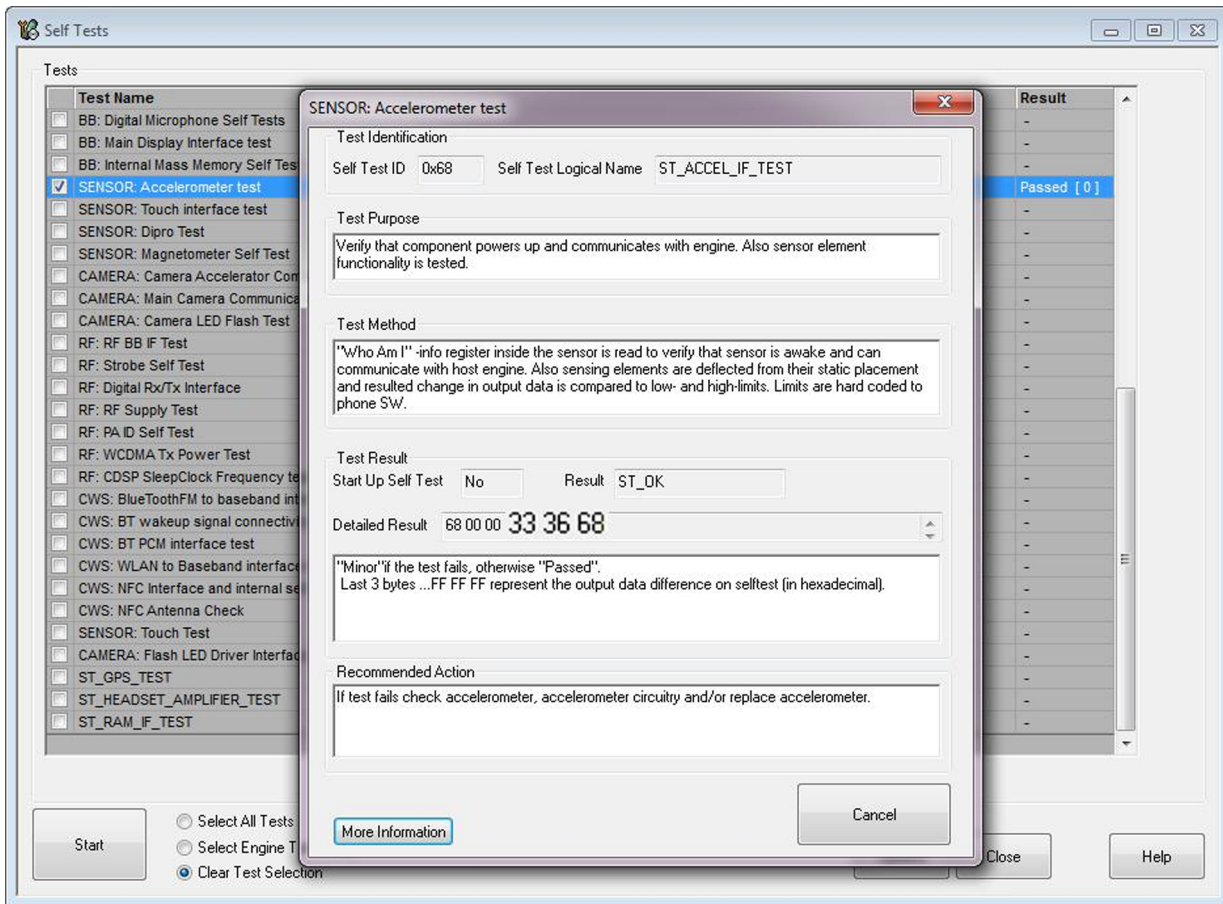 Self Tests
Tests
Test Name
Result
BB: Digital Microphone Self Tests
-
BB: Main Display Interface test
-
BB: Internal Mass Memory Self
-
SENSOR: Accelerometer test
Passed [ 0 ]
SENSOR: Touch interface test
-
SENSOR: Dipro Test
-
SENSOR: Magnetometer Self Test
-
CAMERA: Camera Accelerator
-
CAMERA: Main Camera
-
CAMERA: Camera LED Flash Test
-
RF: RF BB IF Test
-
RF: Strobe Self Test
-
RF: Digital Rx/Tx Interface
-
RF: RF Supply Test
-
RF: PA ID Self Test
-
RF: WCDMA Tx Power Test
-
RF: CDSP SleepClock Frequency
-
CWS: BlueToothFM to baseband
-
CWS: BT wakeup signal
-
CWS: BT PCM interface test
-
CWS: WLAN to Baseband interface
-
CWS: NFC Interface and internal
-
CWS: NFC Antenna Check
-
SENSOR: Touch Test
-
CAMERA: Flash LED Driver
-
ST_GPS_TEST
-
ST_HEADSET_AMPLIFIER_TEST
-
ST_RAM_IF_TEST
-
SENSOR: Accelerometer test
Test Identification
Self Test ID 0x68 Self Test Logical Name ST_ACCEL_IF_TEST
Test Purpose
Verify that component powers up and communicates with engine. Also sensor element
functionality is tested.
Test Method
"Who Am I" -info register inside the sensor is read to verify that sensor is awake and can
communicate with host engine. Also sensing elements are deflected from their static placement
and resulted change in output data is compared to low- and high-limits. Limits are hard coded to
phone SW.
Test Result
Start Up Self Test No Result ST_OK
Detailed Result 68 00 00 33 36 68
"Minor"if the test fails, otherwise "Passed".
Last 3 bytes ...FF FF FF represent the output data difference on selftest (in hexadecimal).
Recommended Action
If test fails check accelerometer, accelerometer circuitry and/or replace accelerometer.
More Information
Cancel
Start
Select All Tests
Select Engine
Clear Test Selection
Close
Help